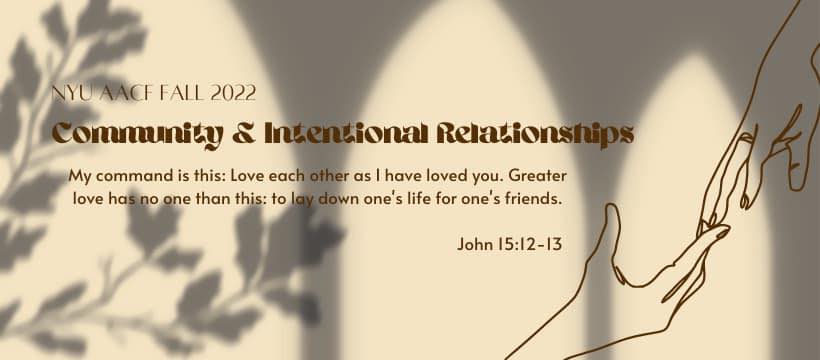 NYU AACF FALL 2022
Community & Intentional Relationships
My command is this: Love each other as I have loved you. Greater
love has no one than this: to lay down one's life for one's friends.
John 15:12-13